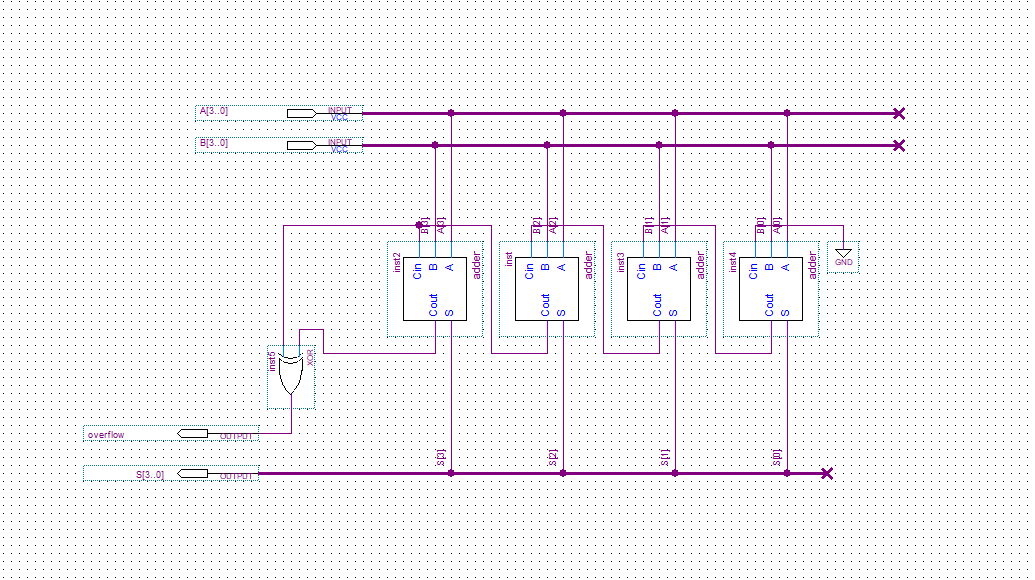 A[3..0] INPUT VCC
B[3..0] INPUT VCC
B[3] A[3] B[2] A[2] B[1] A[1] B[0] A[0]
inst2 Cin B A adder
inst Cin B A adder
inst3 Cin B A adder
inst4 Cin B A adder
GND
Cout S
Cout S
Cout S
Cout S
inst5 XOR
overflow OUTPUT
S[3] S[2] S[1] S[0]
S[3..0] OUTPUT